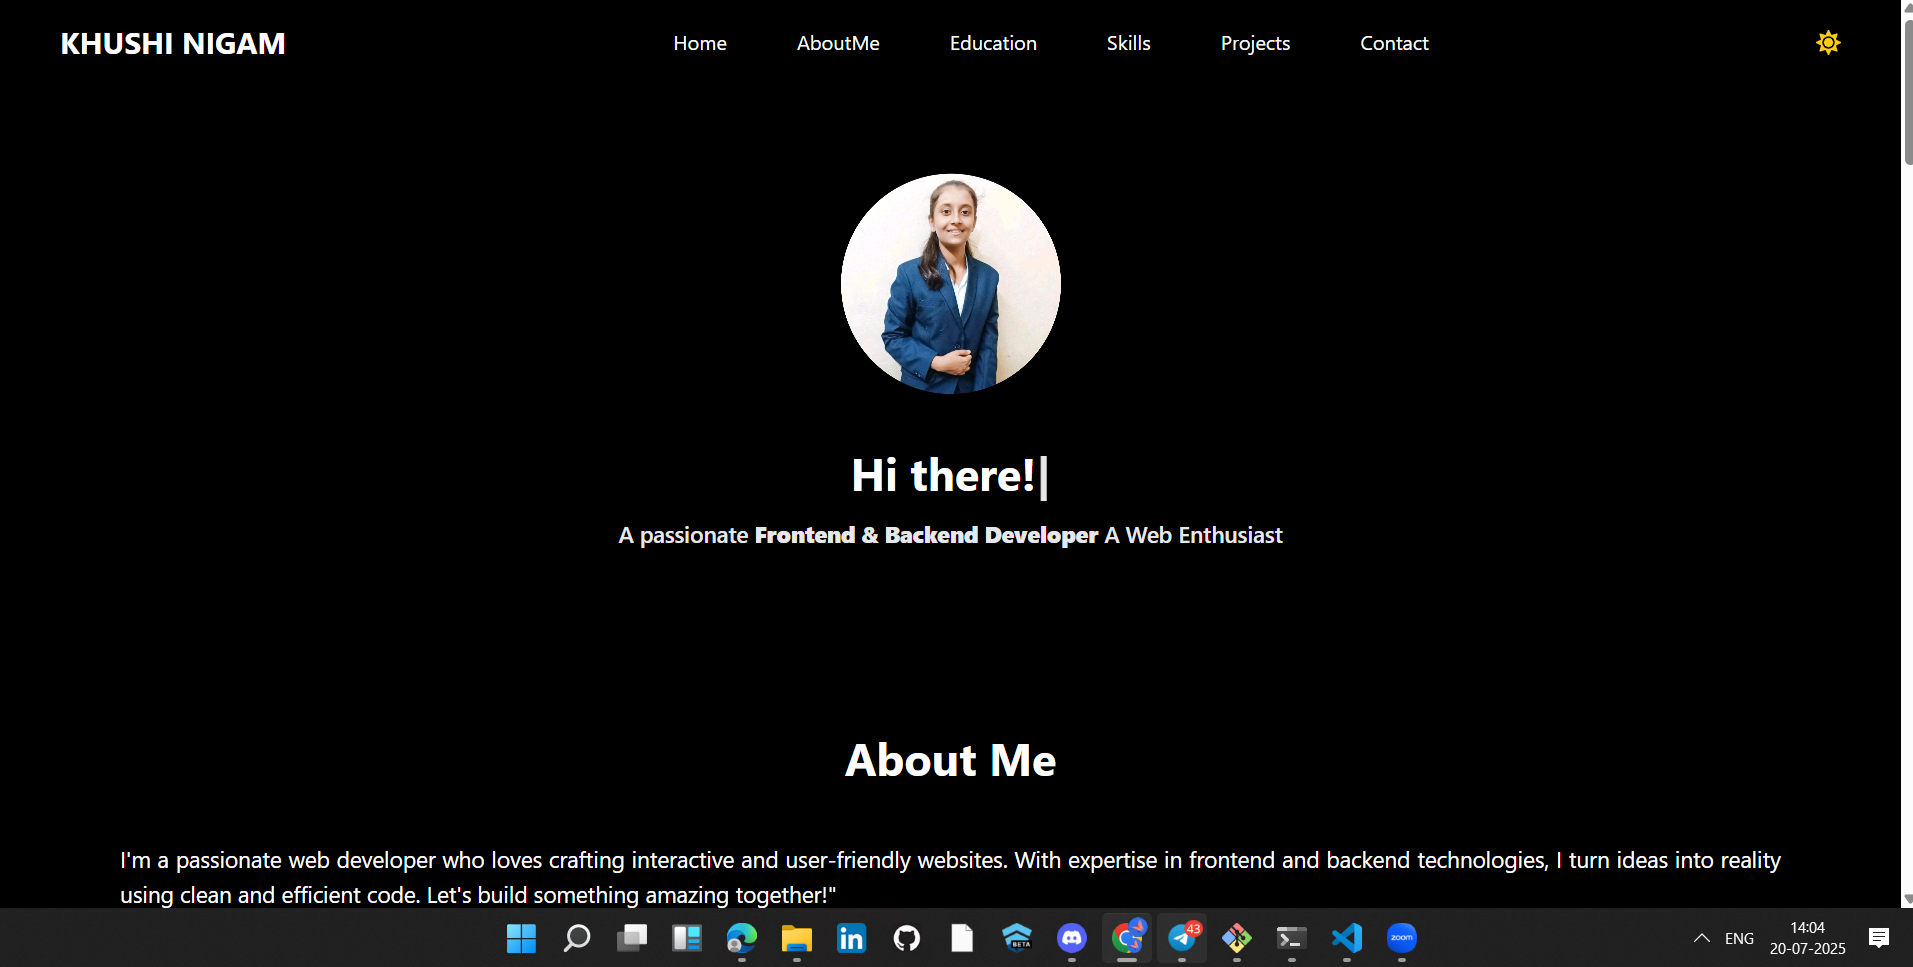 KHUSHI NIGAM
Home
AboutMe
Education
Skills
Projects
Contact
Hi there!
A passionate Frontend & Backend Developer A Web Enthusiast
About Me
I'm a passionate web developer who loves crafting interactive and user-friendly websites. With expertise in frontend and backend technologies, I turn ideas into reality
using clean and efficient code. Let's build something amazing together!"
in
BETA
43
zoom
ENG
14:04
20-07-2025